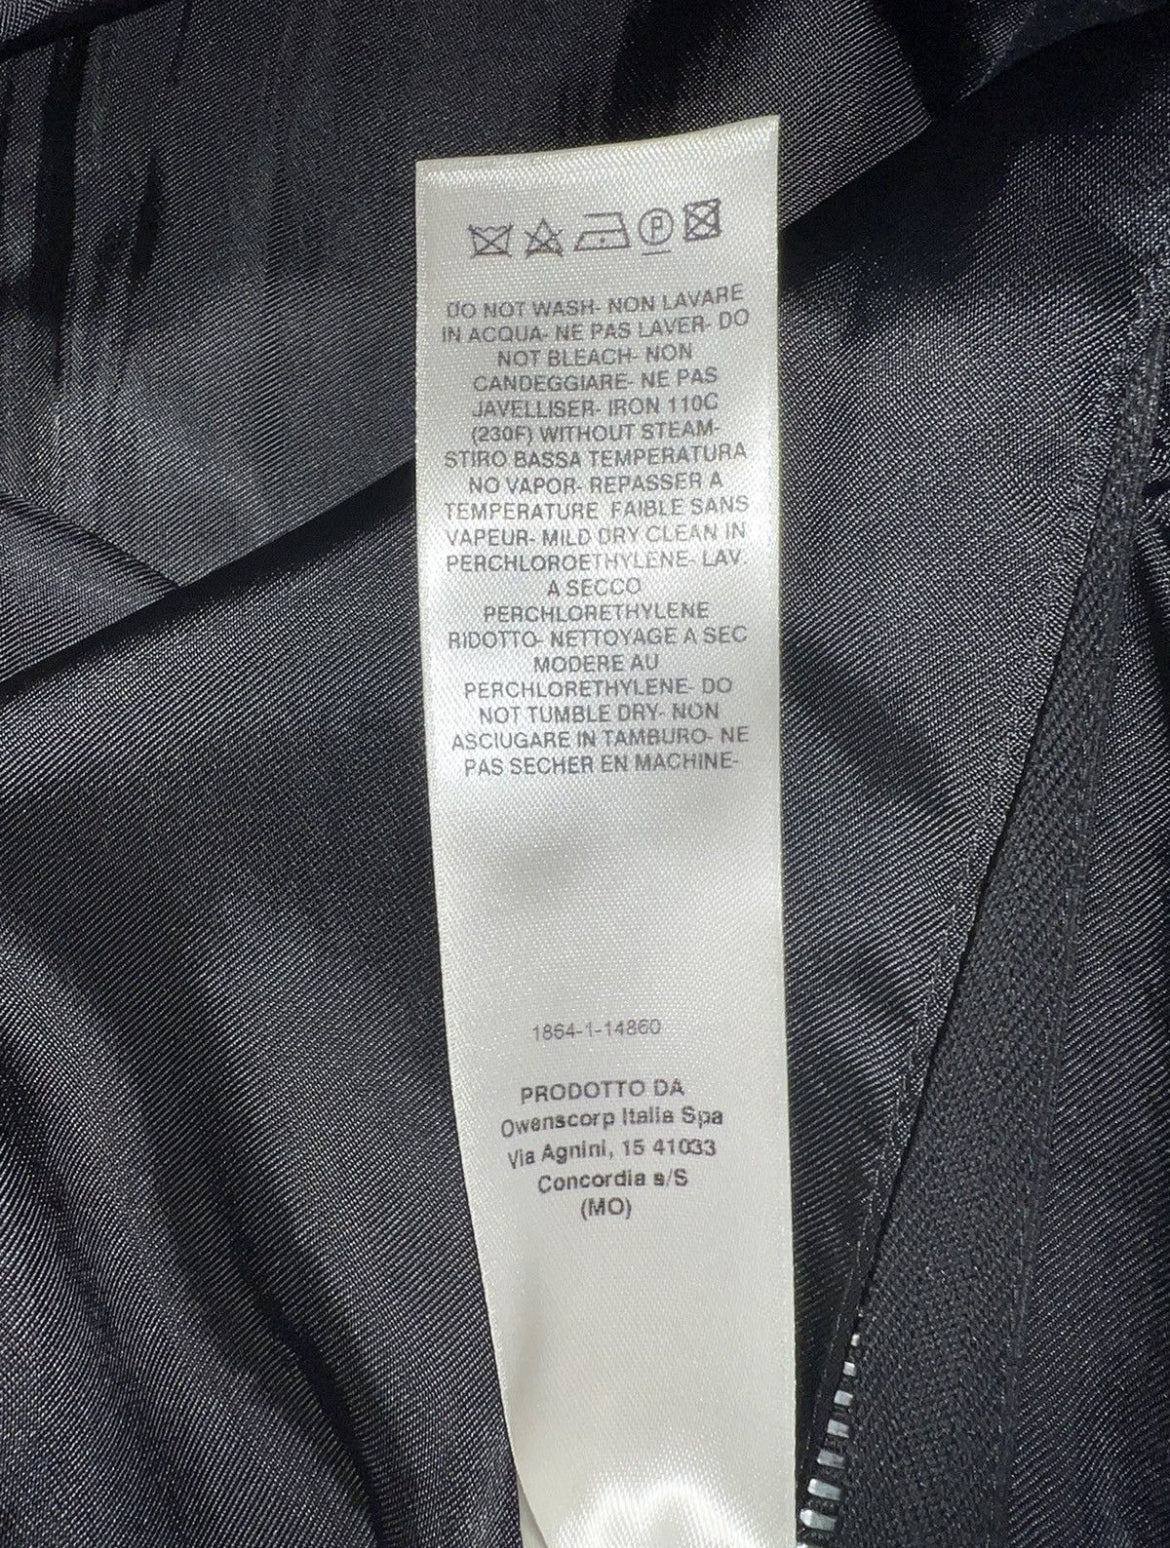 P
DO NOT WASH- NON LAVARE
IN ACQUA- NE PAS LAVER- DO
NOT BLEACH- NON
CANDEGGIARE- NE PAS
JAVELLISER- IRON 110C
(230F) WITHOUT STEAM-
STIRO BASSA TEMPERATURA
NO VAPOR- REPASSER A
TEMPERATURE FAIBLE SANS
VAPEUR- MILD DRY CLEAN IN
PERCHLOROETHYLENE- LAV.
A SECCO
PERCHLORETHYLENE
RIDOTTO- NETTOYAGE A SEC
MODERE AU
PERCHLORETHYLENE- DO
NOT TUMBLE DRY- NON
ASCIUGARE IN TAMBURO- NE
PAS SECHER EN MACHINE-
1864-1-14860
PRODOTTO DA
Owenscorp Italia Spa
Via Agnini, 15 41033
Concordia s/S
(MO)